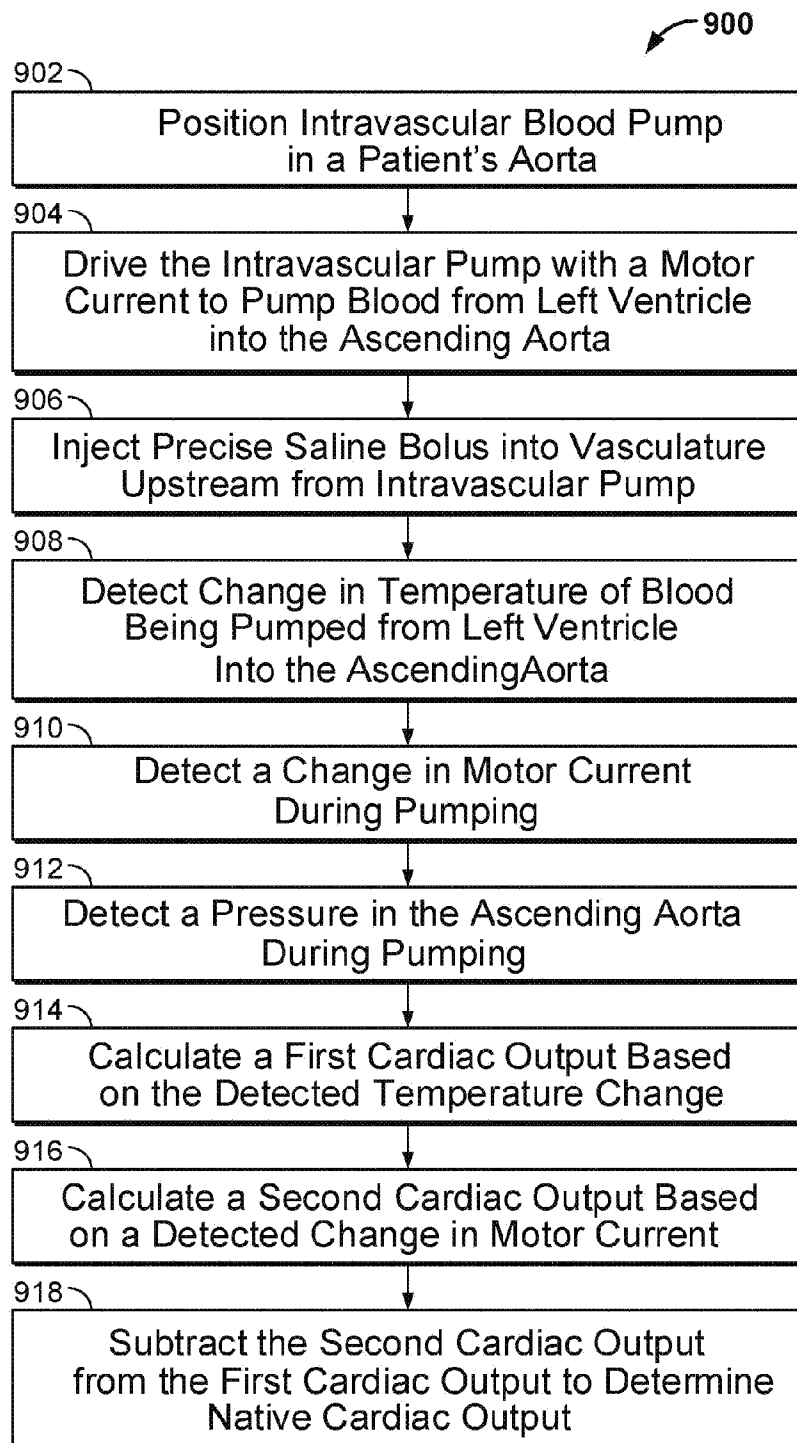 900
902
Position Intravascular Blood Pump
in a Patient's Aorta
904
Drive the Intravascular Pump with a Motor
Current to Pump Blood from Left Ventricle
into the Ascending Aorta
906
Inject Precise Saline Bolus into Vasculature
Upstream from Intravascular Pump
908
Detect Change in Temperature of Blood
Being Pumped from Left Ventricle
Into the AscendingAorta
910
Detect a Change in Motor Current
During Pumping
912
Detect a Pressure in the Ascending Aorta
During Pumping
914
Calculate a First Cardiac Output Based
on the Detected Temperature Change
916
Calculate a Second Cardiac Output Based
on a Detected Change in Motor Current
918
Subtract the Second Cardiac Output
from the First Cardiac Output to Determine
Native Cardiac Output